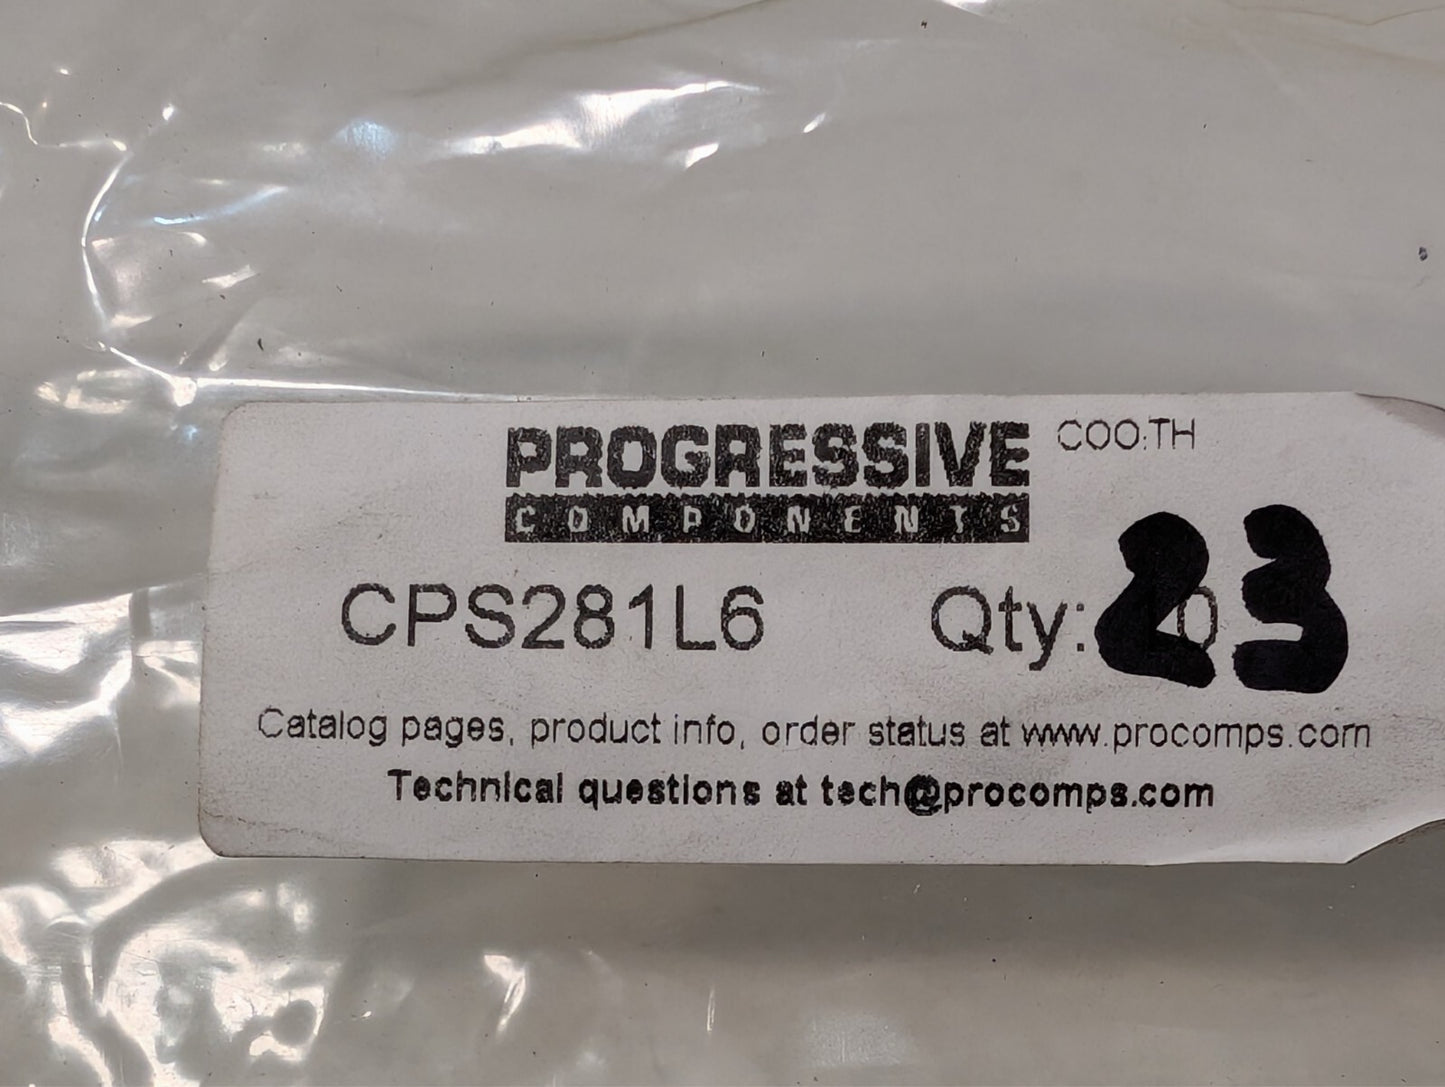 PROGRESSIVE COO:TH
COMPONENTS
CPS281L6 Qty: 23
Catalog pages, product info, order status at www.procomps.com
Technical questions at tech@procomps.com